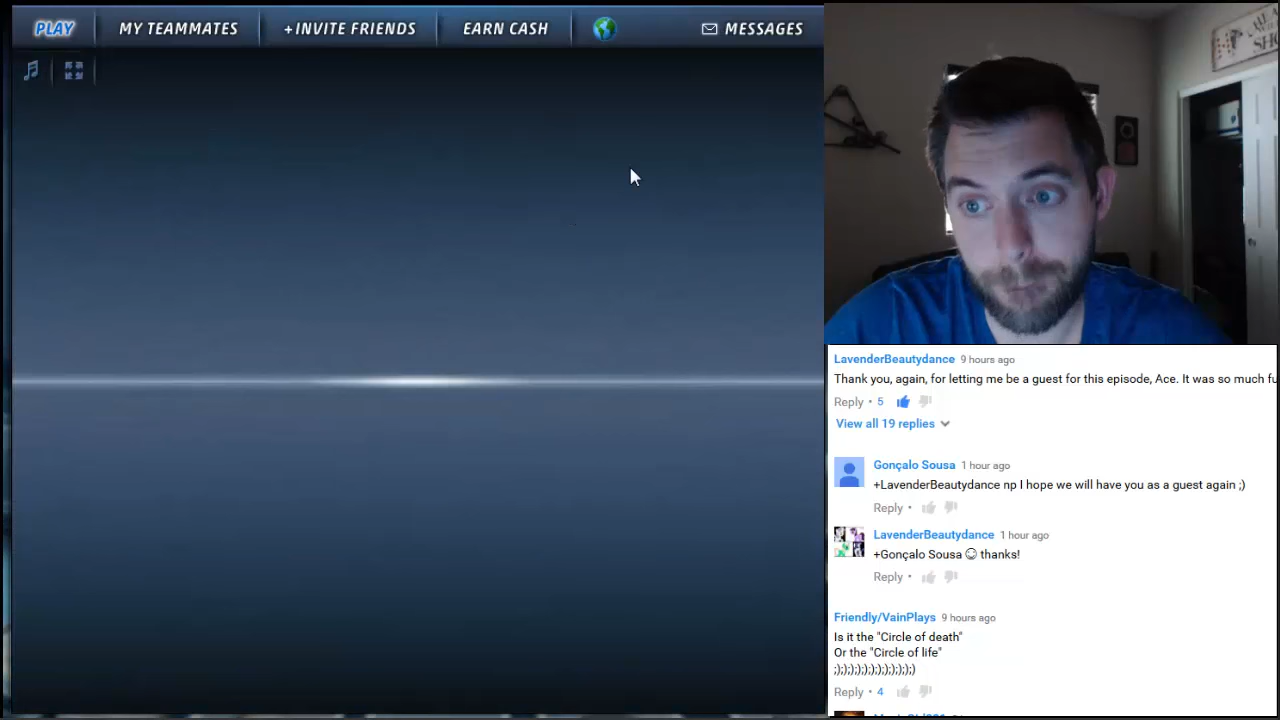 PLAY
MY TEAMMATES
+INVITE FRIENDS
EARN CASH
MESSAGES
LavenderBeautydance 9 hours ago
Thank you, again, for letting me be a guest for this episode, Ace. It was so much fu
Reply • 5
View all 19 replies
Gonçalo Sousa 1 hour ago
+LavenderBeautydance np I hope we will have you as a guest again ;)
Reply •
LavenderBeautydance 1 hour ago
+Gonçalo Sousa ☺ thanks!
Reply •
Friendly/VainPlays 9 hours ago
Is it the "Circle of death"
Or the "Circle of life"
;);););););););););););)
Reply • 4